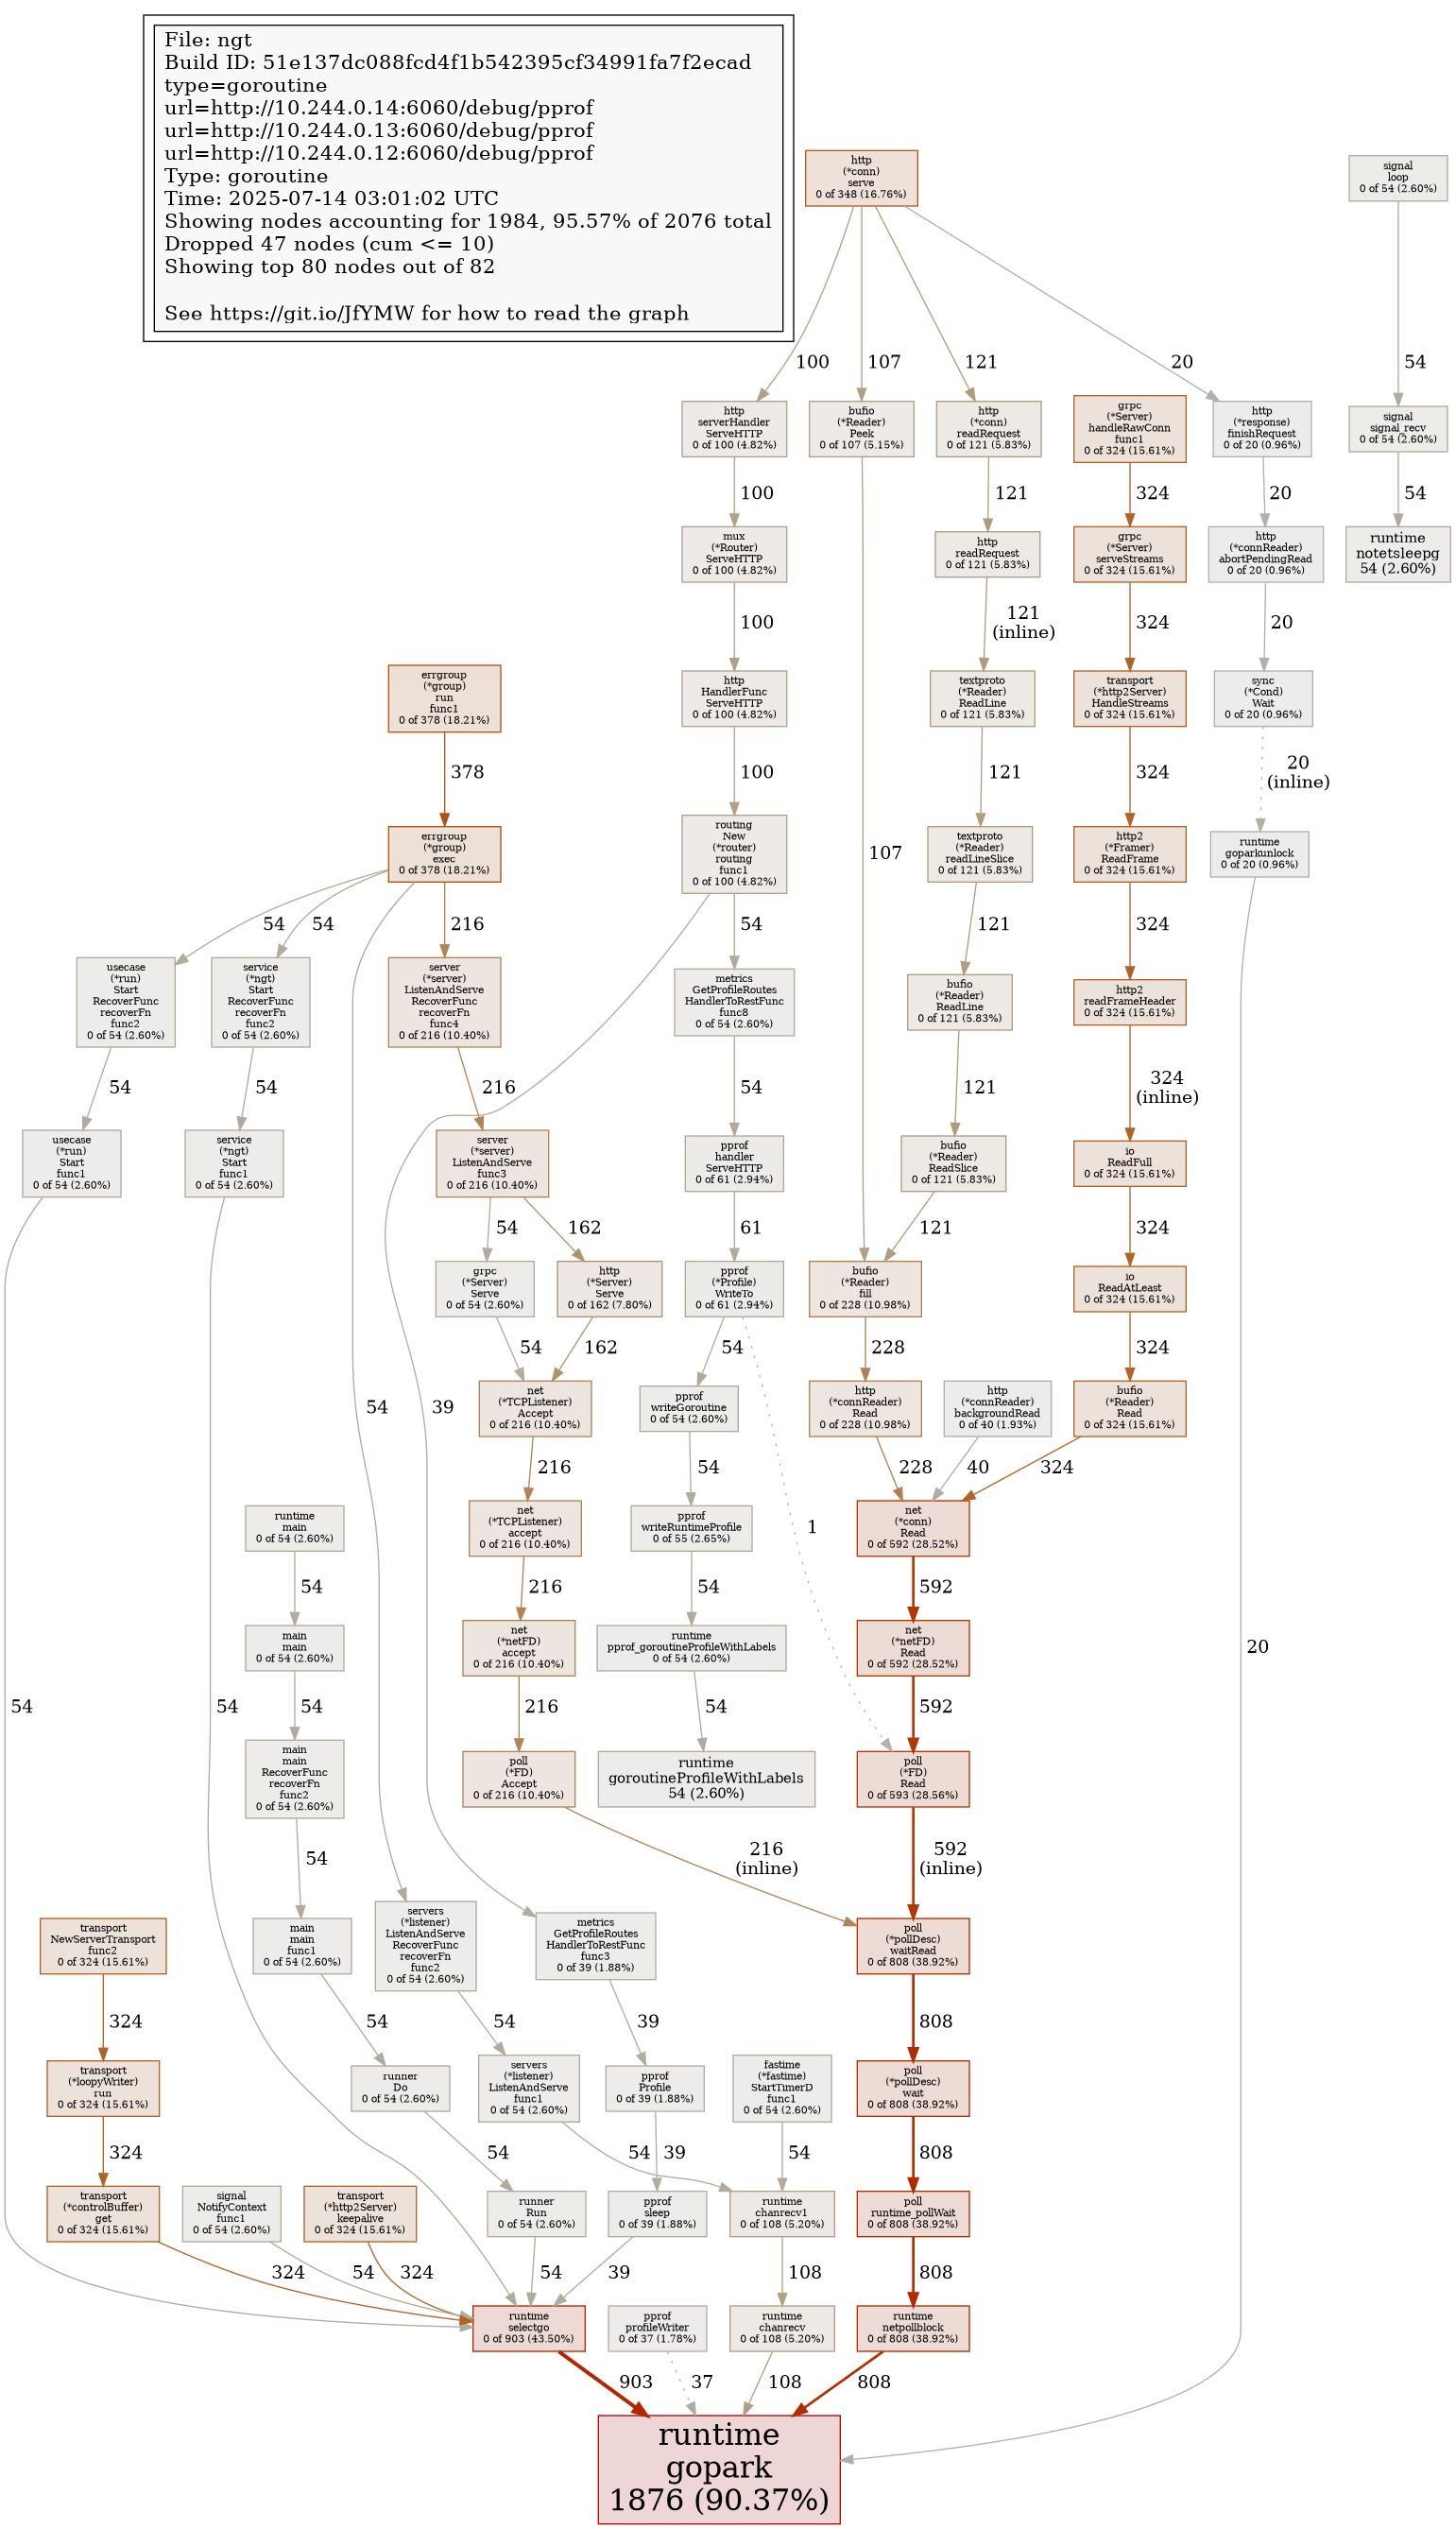 File: ngt
Build ID: 51e137dc088fcd4f1b542395cf34991fa7f2ecad
type=goroutine
url=http://10.244.0.14:6060/debug/pprof
url=http://10.244.0.13:6060/debug/pprof
url=http://10.244.0.12:6060/debug/pprof
Type: goroutine
Time: 2025-07-14 03:01:02 UTC
Showing nodes accounting for 1984, 95.57% of 2076 total
Dropped 47 nodes (cum <= 10)
Showing top 80 nodes out of 82
See https://git.io/JfYMW for how to read the graph
http
(*conn)
serve
0 of 348 (16.76%)
signal
loop
0 of 54 (2.60%)
100
107
121
20
54
http
serverHandler
ServeHTTP
0 of 100 (4.82%)
bufio
(*Reader)
Peek
0 of 107 (5.15%)
http
(*conn)
readRequest
0 of 121 (5.83%)
grpc
(*Server)
handleRawConn
func1
0 of 324 (15.61%)
http
(*response)
finishRequest
0 of 20 (0.96%)
signal
signal_recv
0 of 54 (2.60%)
100
121
324
20
54
mux
(*Router)
ServeHTTP
0 of 100 (4.82%)
http
readRequest
0 of 121 (5.83%)
grpc
(*Server)
serveStreams
0 of 324 (15.61%)
http
(*connReader)
abortPendingRead
0 of 20 (0.96%)
runtime
notetsleepg
54 (2.60%)
100
121
(inline)
324
20
errgroup
(*group)
run
func1
0 of 378 (18.21%)
http
HandlerFunc
ServeHTTP
0 of 100 (4.82%)
textproto
(*Reader)
ReadLine
0 of 121 (5.83%)
transport
(*http2Server)
HandleStreams
0 of 324 (15.61%)
sync
(*Cond)
Wait
0 of 20 (0.96%)
378
100
121
324
20
(inline)
errgroup
(*group)
exec
0 of 378 (18.21%)
routing
New
(*router)
routing
func1
0 of 100 (4.82%)
textproto
(*Reader)
readLineSlice
0 of 121 (5.83%)
http2
(*Framer)
ReadFrame
0 of 324 (15.61%)
runtime
goparkunlock
0 of 20 (0.96%)
107
54
54
216
54
121
324
usecase
(*run)
Start
RecoverFunc
recoverFn
func2
0 of 54 (2.60%)
service
(*ngt)
Start
RecoverFunc
recoverFn
func2
0 of 54 (2.60%)
server
(*server)
ListenAndServe
RecoverFunc
recoverFn
func4
0 of 216 (10.40%)
metrics
GetProfileRoutes
HandlerToRestFunc
func8
0 of 54 (2.60%)
bufio
(*Reader)
ReadLine
0 of 121 (5.83%)
http2
readFrameHeader
0 of 324 (15.61%)
54
54
216
54
121
324
(inline)
usecase
(*run)
Start
func1
0 of 54 (2.60%)
service
(*ngt)
Start
func1
0 of 54 (2.60%)
server
(*server)
ListenAndServe
func3
0 of 216 (10.40%)
pprof
handler
ServeHTTP
0 of 61 (2.94%)
bufio
(*Reader)
ReadSlice
0 of 121 (5.83%)
io
ReadFull
0 of 324 (15.61%)
54
162
61
121
324
grpc
(*Server)
Serve
0 of 54 (2.60%)
http
(*Server)
Serve
0 of 162 (7.80%)
pprof
(*Profile)
WriteTo
0 of 61 (2.94%)
bufio
(*Reader)
fill
0 of 228 (10.98%)
io
ReadAtLeast
0 of 324 (15.61%)
54
162
54
228
324
54
39
net
(*TCPListener)
Accept
0 of 216 (10.40%)
pprof
writeGoroutine
0 of 54 (2.60%)
http
(*connReader)
Read
0 of 228 (10.98%)
http
(*connReader)
backgroundRead
0 of 40 (1.93%)
bufio
(*Reader)
Read
0 of 324 (15.61%)
216
54
228
40
324
1
runtime
main
0 of 54 (2.60%)
net
(*TCPListener)
accept
0 of 216 (10.40%)
pprof
writeRuntimeProfile
0 of 55 (2.65%)
net
(*conn)
Read
0 of 592 (28.52%)
54
216
54
592
main
main
0 of 54 (2.60%)
net
(*netFD)
accept
0 of 216 (10.40%)
runtime
pprof_goroutineProfileWithLabels
0 of 54 (2.60%)
net
(*netFD)
Read
0 of 592 (28.52%)
20
54
54
54
216
54
592
main
main
RecoverFunc
recoverFn
func2
0 of 54 (2.60%)
poll
(*FD)
Accept
0 of 216 (10.40%)
runtime
goroutineProfileWithLabels
54 (2.60%)
poll
(*FD)
Read
0 of 593 (28.56%)
54
216
(inline)
592
(inline)
transport
NewServerTransport
func2
0 of 324 (15.61%)
main
main
func1
0 of 54 (2.60%)
servers
(*listener)
ListenAndServe
RecoverFunc
recoverFn
func2
0 of 54 (2.60%)
metrics
GetProfileRoutes
HandlerToRestFunc
func3
0 of 39 (1.88%)
poll
(*pollDesc)
waitRead
0 of 808 (38.92%)
324
54
54
39
808
transport
(*loopyWriter)
run
0 of 324 (15.61%)
runner
Do
0 of 54 (2.60%)
servers
(*listener)
ListenAndServe
func1
0 of 54 (2.60%)
pprof
Profile
0 of 39 (1.88%)
fastime
(*fastime)
StartTimerD
func1
0 of 54 (2.60%)
poll
(*pollDesc)
wait
0 of 808 (38.92%)
324
54
54
39
54
808
transport
(*controlBuffer)
get
0 of 324 (15.61%)
signal
NotifyContext
func1
0 of 54 (2.60%)
transport
(*http2Server)
keepalive
0 of 324 (15.61%)
runner
Run
0 of 54 (2.60%)
pprof
sleep
0 of 39 (1.88%)
runtime
chanrecv1
0 of 108 (5.20%)
poll
runtime_pollWait
0 of 808 (38.92%)
324
54
324
54
39
108
808
runtime
selectgo
0 of 903 (43.50%)
pprof
profileWriter
0 of 37 (1.78%)
runtime
chanrecv
0 of 108 (5.20%)
runtime
netpollblock
0 of 808 (38.92%)
903
37
108
808
runtime
gopark
1876 (90.37%)